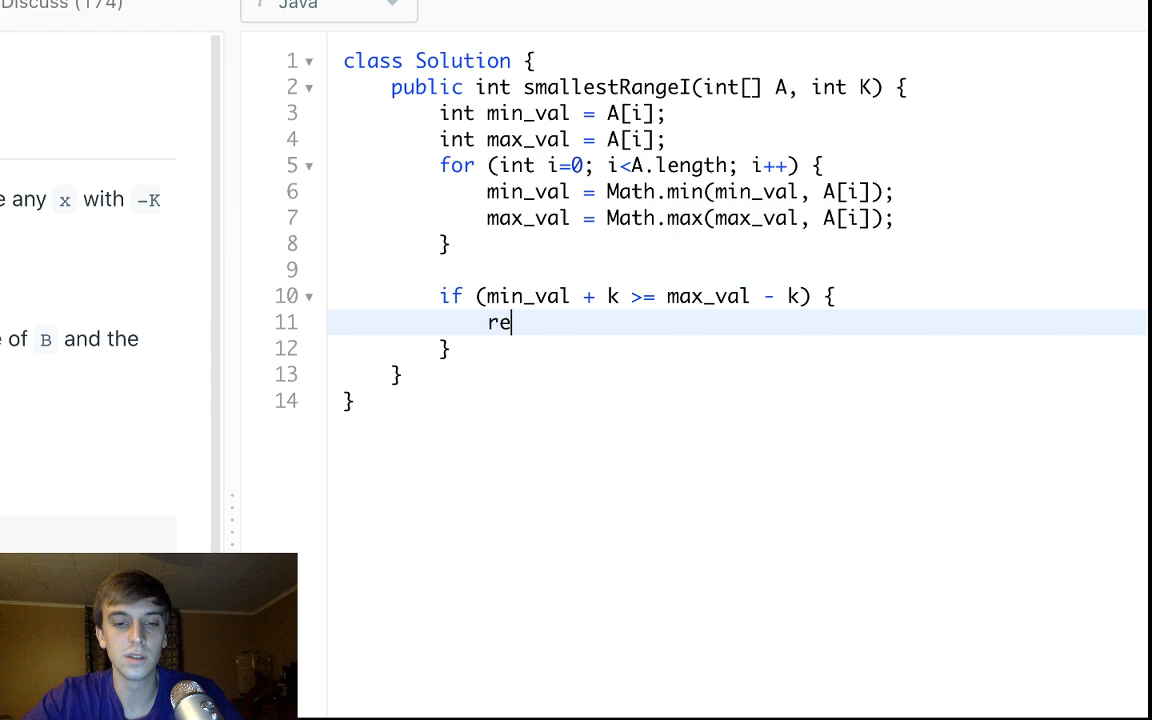 Discuss (174)
Java
e any x with -K
e of B and the
1 class Solution {
2 public int smallestRangeI(int[] A, int K) {
3 int min_val = A[i];
4 int max_val = A[i];
5 for (int i=0; i<A.length; i++) {
6 min_val = Math.min(min_val, A[i]);
7 max_val = Math.max(max_val, A[i]);
8 }
9
10 if (min_val + k >= max_val - k) {
11 re
12 }
13 }
14 }